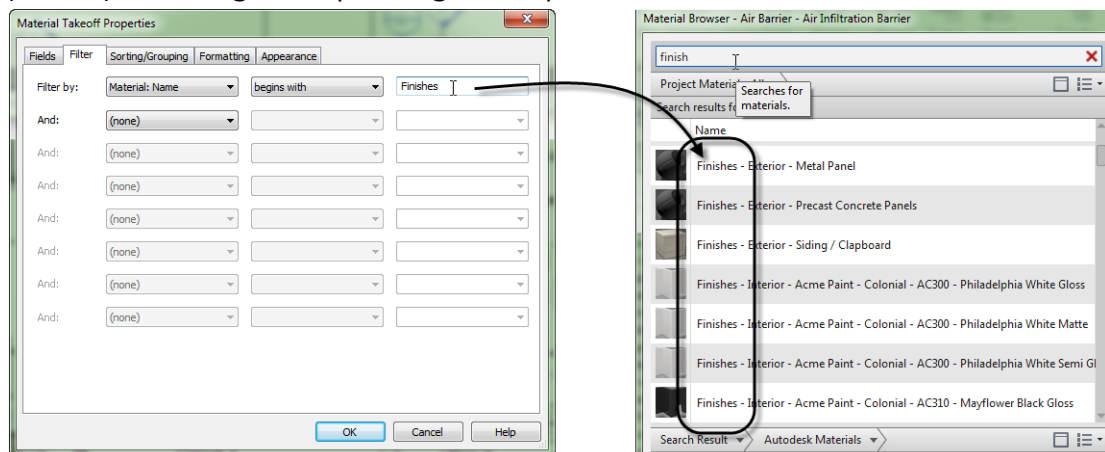 Material Takeoff Properties
Fields Filter Sorting/Grouping Formatting Appearance
Filter by: Material: Name begins with Finishes
And: (none)
And: (none)
And: (none)
And: (none)
And: (none)
And: (none)
And: (none)
OK Cancel Help
Material Browser - Air Barrier - Air Infiltration Barrier
finish
Project Materials: All
Searches for
materials.
Search results fo
Name
Finishes - Exterior - Metal Panel
Finishes - Exterior - Precast Concrete Panels
Finishes - Exterior - Siding / Clapboard
Finishes - Interior - Acme Paint - Colonial - AC300 - Philadelphia White Gloss
Finishes - Interior - Acme Paint - Colonial - AC300 - Philadelphia White Matte
Finishes - Interior - Acme Paint - Colonial - AC300 - Philadelphia White Semi Gl
Finishes - Interior - Acme Paint - Colonial - AC310 - Mayflower Black Gloss
Search Result Autodesk Materials